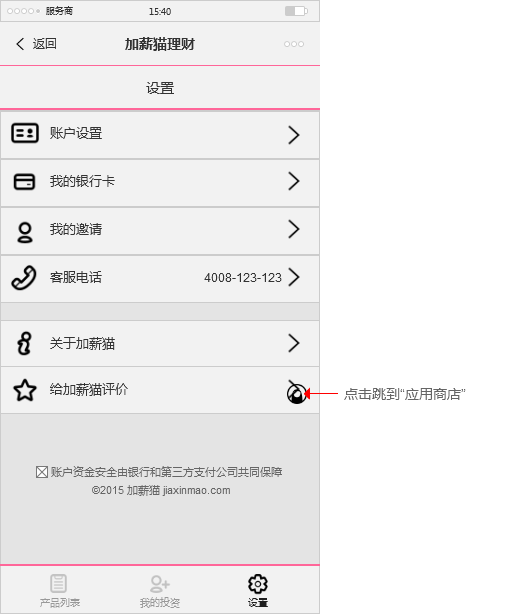 服务商 15:40
返回 加薪猫理财
设置
账户设置
我的银行卡
我的邀请
客服电话 4008-123-123
关于加薪猫
给加薪猫评价
点击跳到“应用商店”
账户资金安全由银行和第三方支付公司共同保障
©2015 加薪猫 jiaxinmao.com
产品列表 我的投资 设置